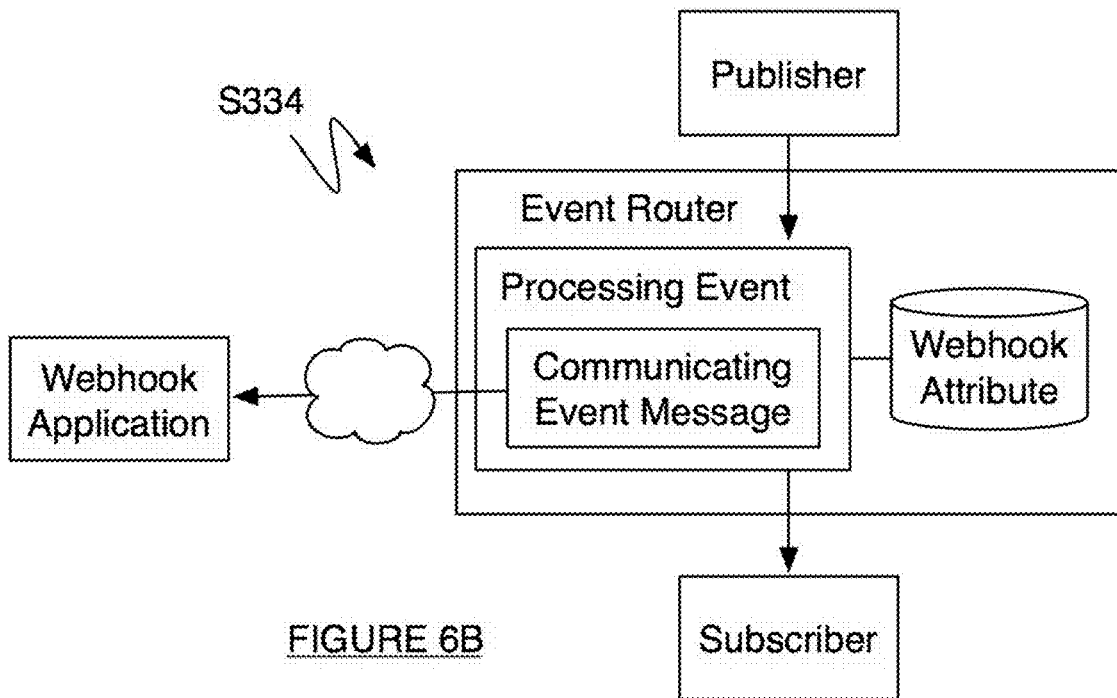 Publisher
S334
Event Router
Processing Event
Communicating
Event Message
Webhook
Attribute
Webhook
Application
Subscriber
FIGURE 6B